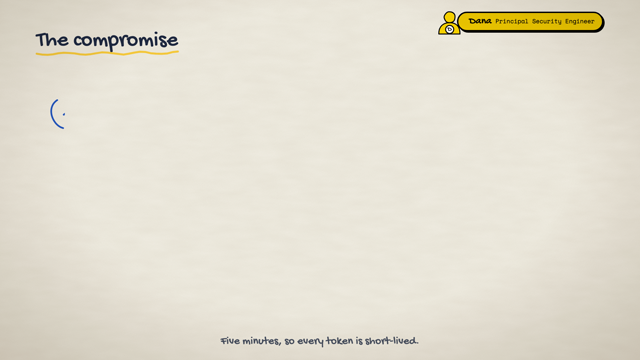 The compromise
Dana Principal Security Engineer
Five minutes, so every token is short-lived.